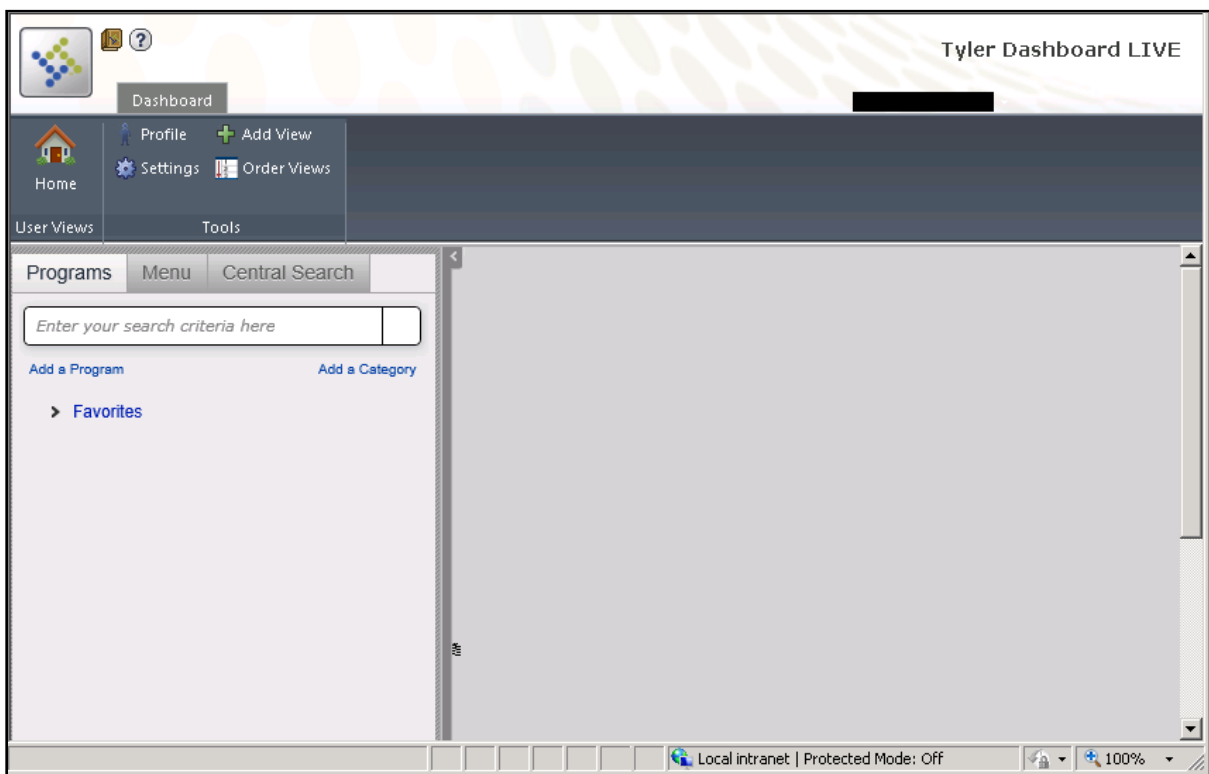 ?
Tyler Dashboard LIVE
Dashboard
Profile Add View
Settings Order Views
Home
User Views Tools
Programs Menu Central Search
Enter your search criteria here
Add a Program Add a Category
Favorites
Local intranet | Protected Mode: Off 100%